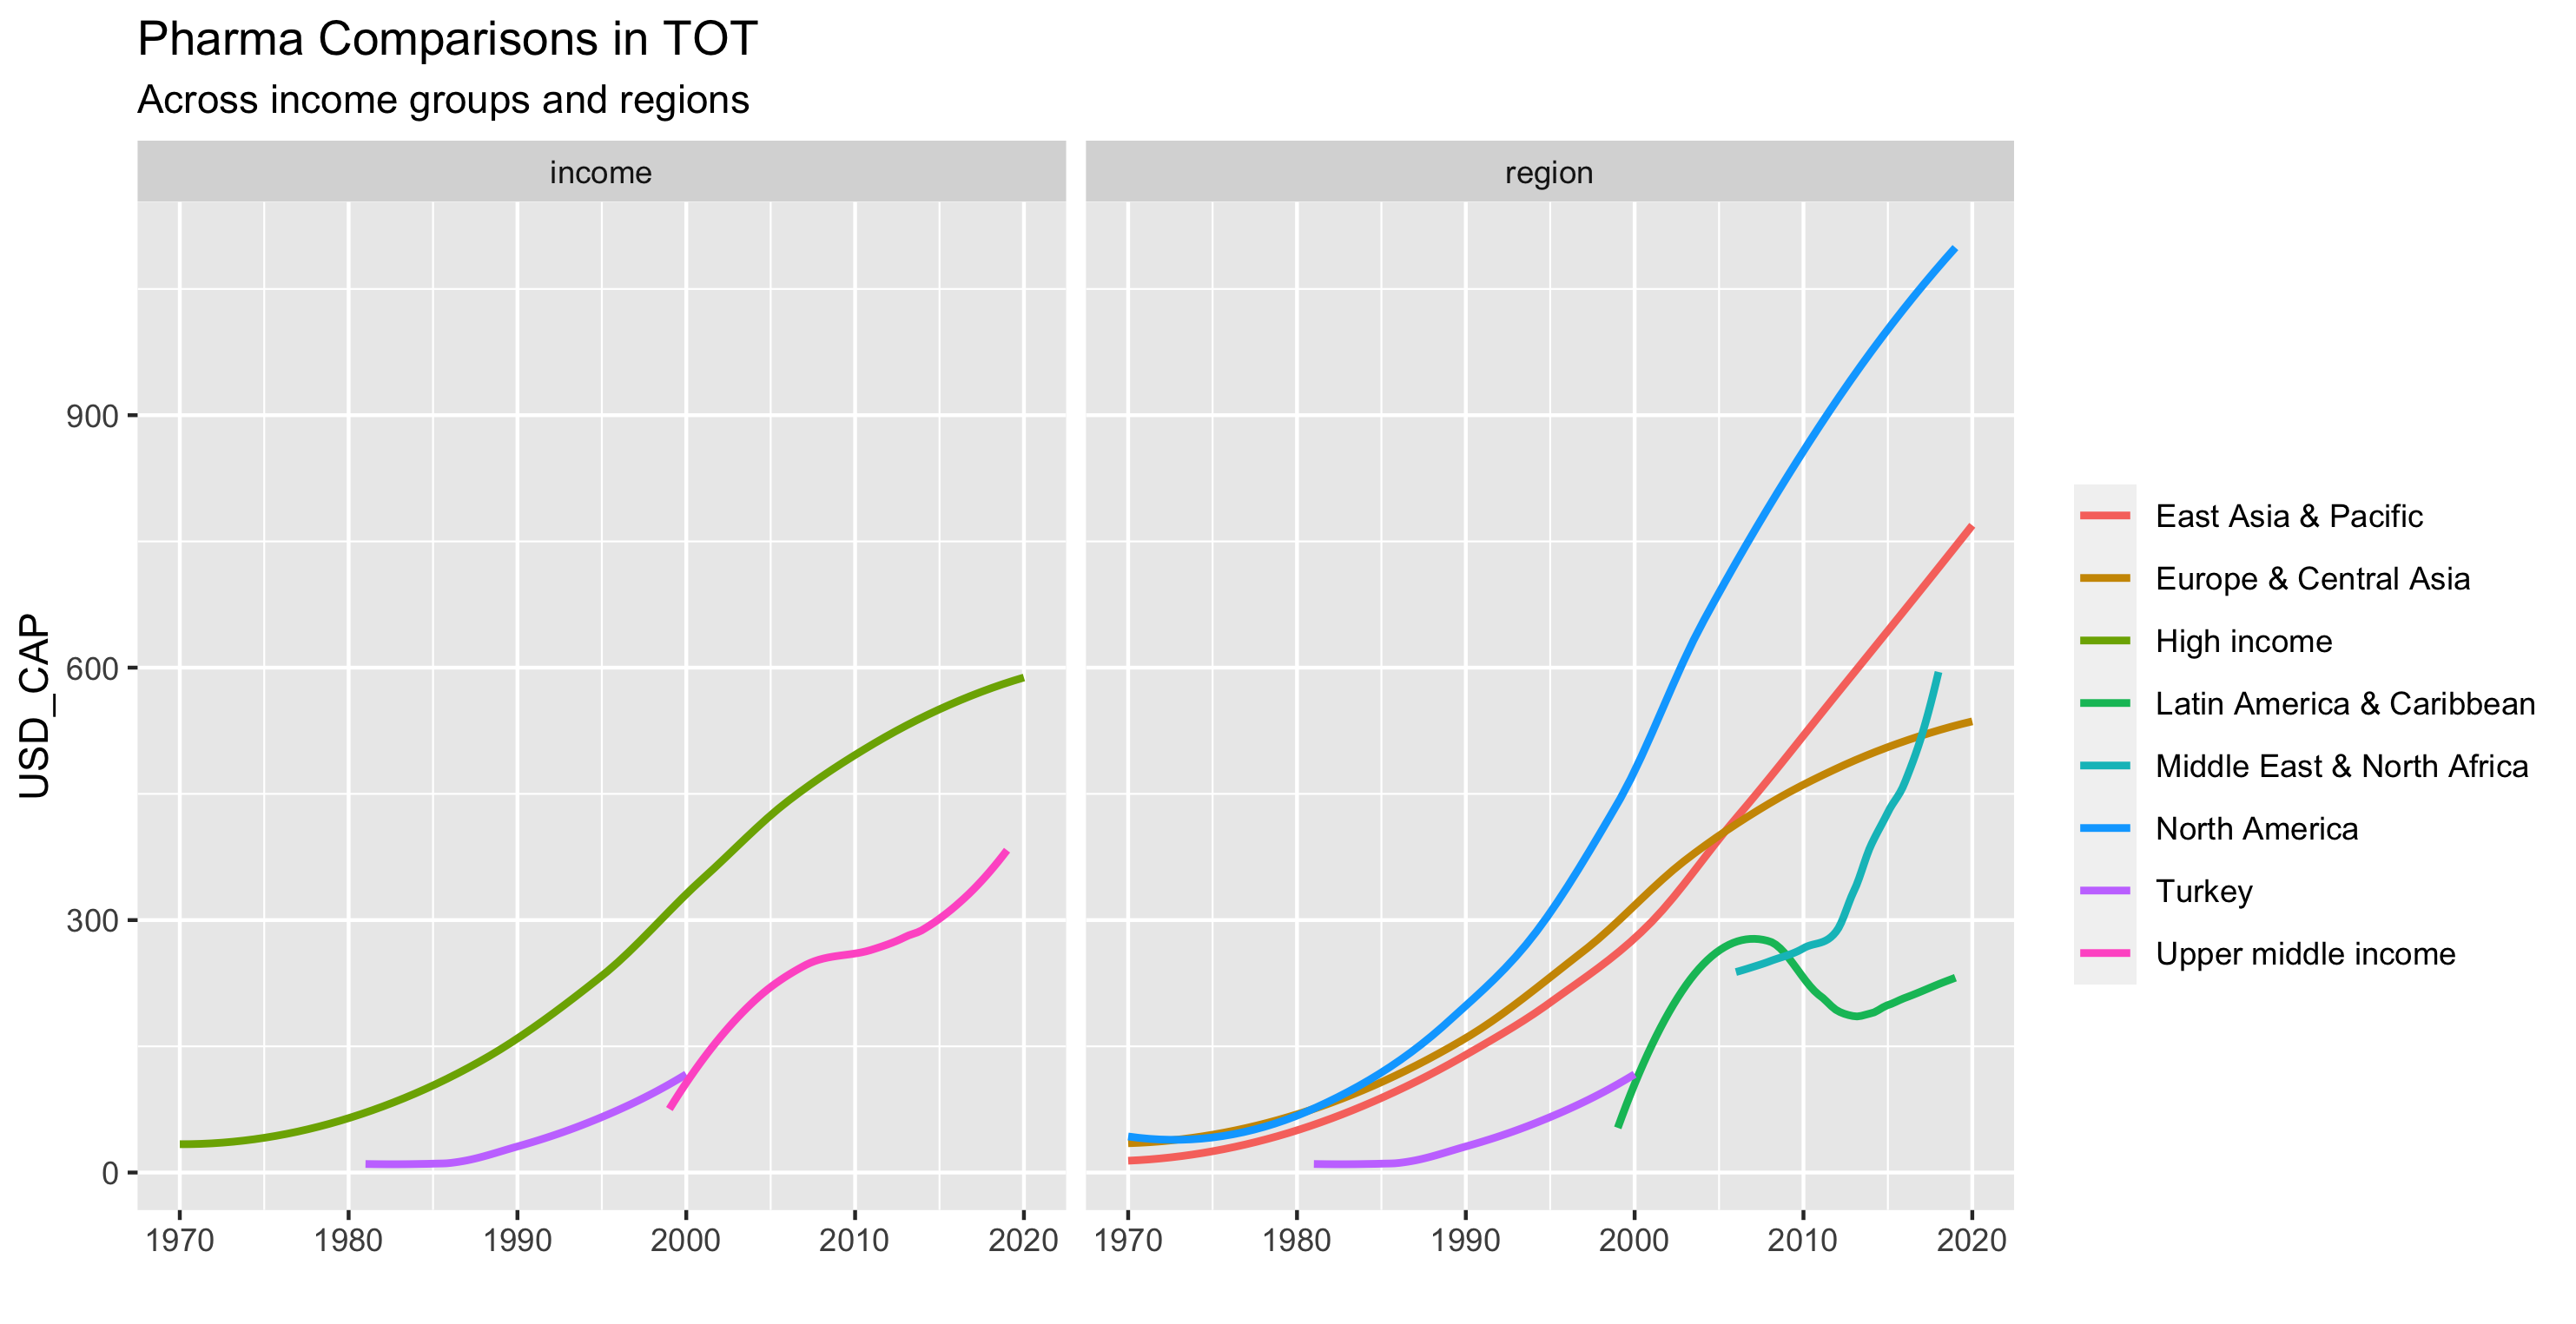 Pharma Comparisons in TOT
Across income groups and regions
income
region
USD_CAP
900
600
300
0
1970 1980 1990 2000 2010 2020
1970 1980 1990 2000 2010 2020
East Asia & Pacific
Europe & Central Asia
High income
Latin America & Caribbean
Middle East & North Africa
North America
Turkey
Upper middle income